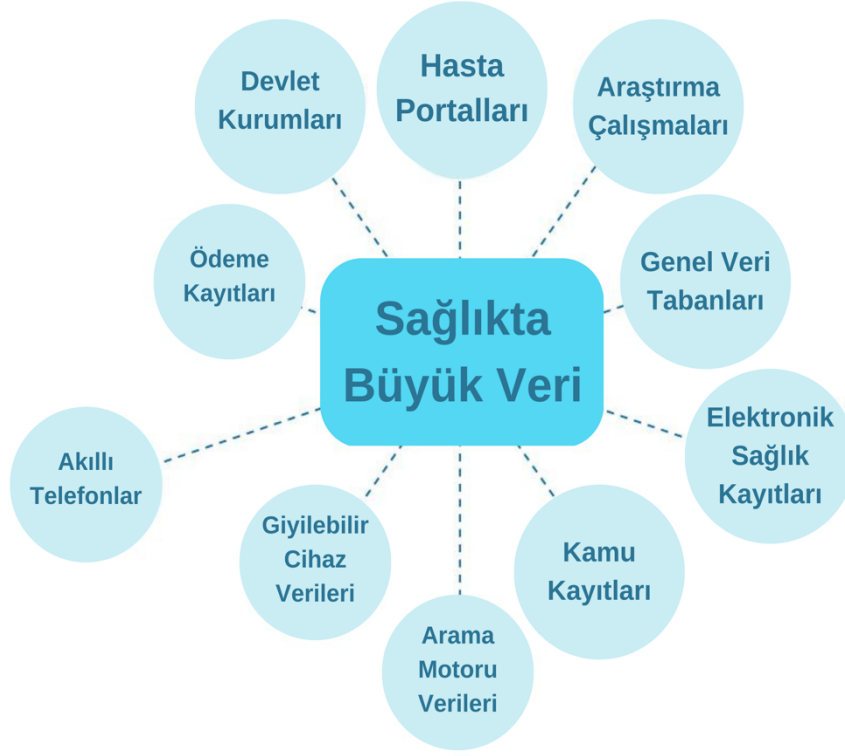 Devlet
Kurumları
Hasta
Portalları
Araştırma
Çalışmaları
Ödeme
Kayıtları
Genel Veri
Tabanları
Sağlıkta
Büyük Veri
Elektronik
Sağlık
Kayıtları
Akıllı
Telefonlar
Giyilebilir
Cihaz
Verileri
Kamu
Kayıtları
Arama
Motoru
Verileri